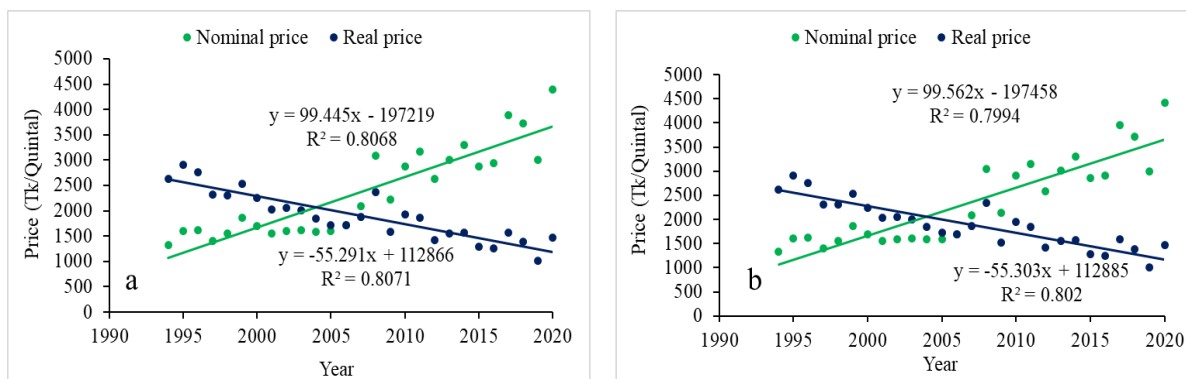 Nominal price Real price
5000
4500
4000
3500
3000
2500
2000
1500
1000
500
0
Price (Tk/Quintal)
y = 99.445x - 197219
R² = 0.8068
y = -55.291x + 112866
R² = 0.8071
a
1990 1995 2000 2005 2010 2015 2020
Year
Nominal price Real price
5000
4500
4000
3500
3000
2500
2000
1500
1000
500
0
Price (Tk/Quintal)
y = 99.562x - 197458
R² = 0.7994
y = -55.303x + 112885
R² = 0.802
b
1990 1995 2000 2005 2010 2015 2020
Year